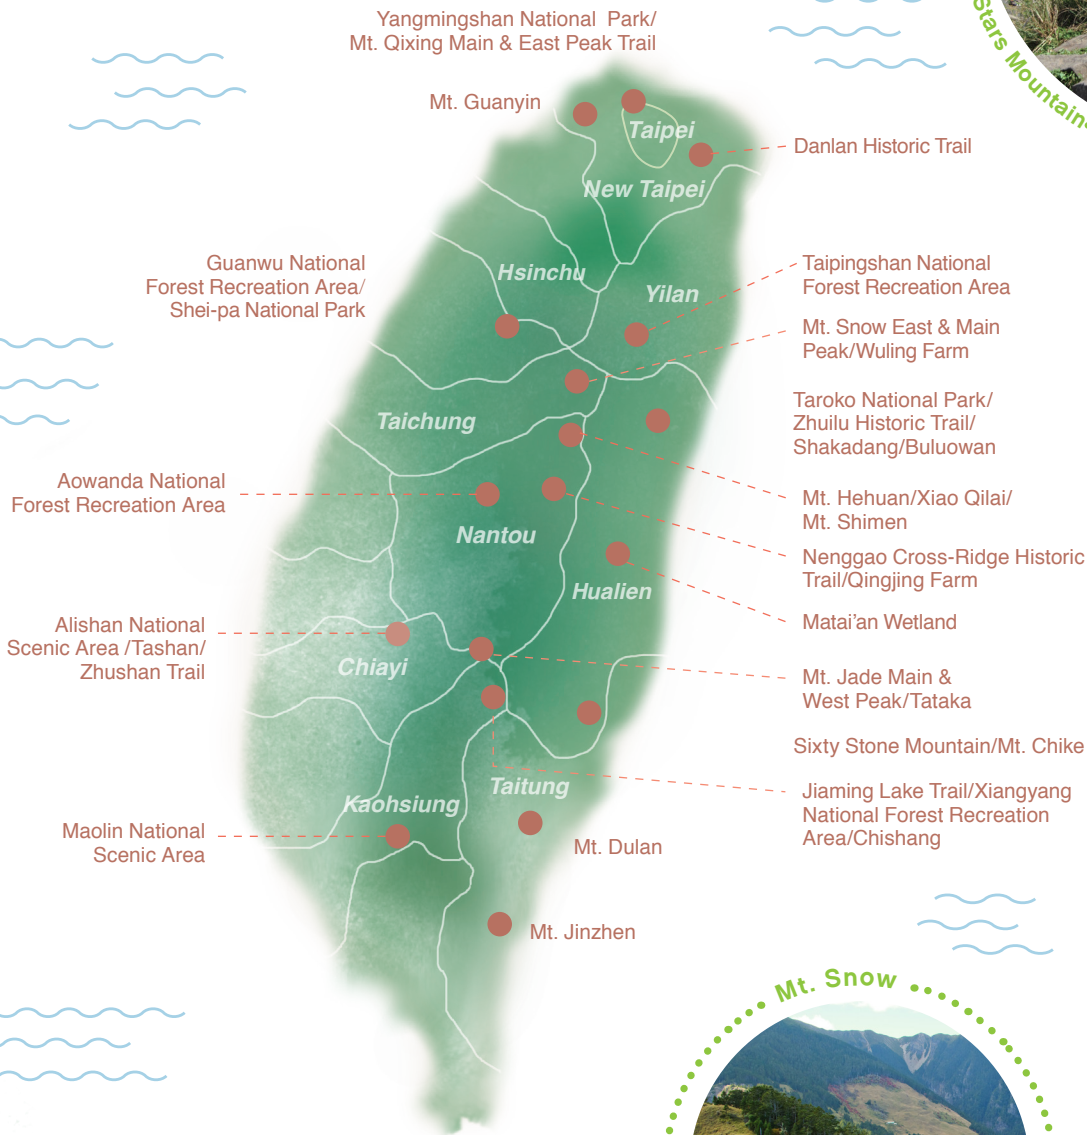 Yangmingshan National Park/
Mt. Qixing Main & East Peak Trail
Stars Mountain
Mt. Guanyin
Taipei
Danlan Historic Trail
New Taipei
Guanwu National
Forest Recreation Area/
Shei-pa National Park
Hsinchu
Yilan
Taipingshan National
Forest Recreation Area
Mt. Snow East & Main
Peak/Wuling Farm
Taichung
Taroko National Park/
Zhuilu Historic Trail/
Shakadang/Buluowan
Aowanda National
Forest Recreation Area
Mt. Hehuan/Xiao Qilai/
Mt. Shimen
Nantou
Nenggao Cross-Ridge Historic
Trail/Qingjing Farm
Hualien
Matai’an Wetland
Alishan National
Scenic Area /Tashan/
Zhushan Trail
Chiayi
Mt. Jade Main &
West Peak/Tataka
Sixty Stone Mountain/Mt. Chike
Taitung
Jiaming Lake Trail/Xiangyang
National Forest Recreation
Area/Chishang
Kaohsiung
Maolin National
Scenic Area
Mt. Dulan
Mt. Jinzhen
Mt. Snow